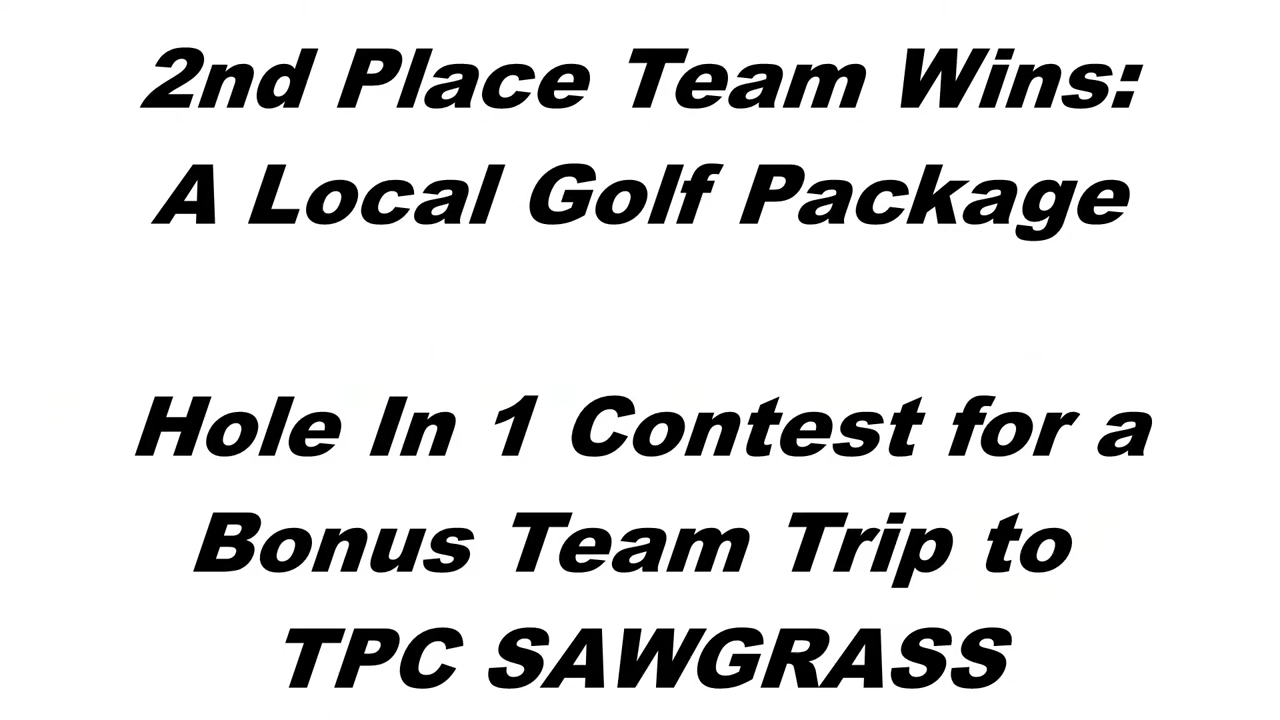 2nd Place Team Wins:
A Local Golf Package
Hole In 1 Contest for a
Bonus Team Trip to
TPC SAWGRASS